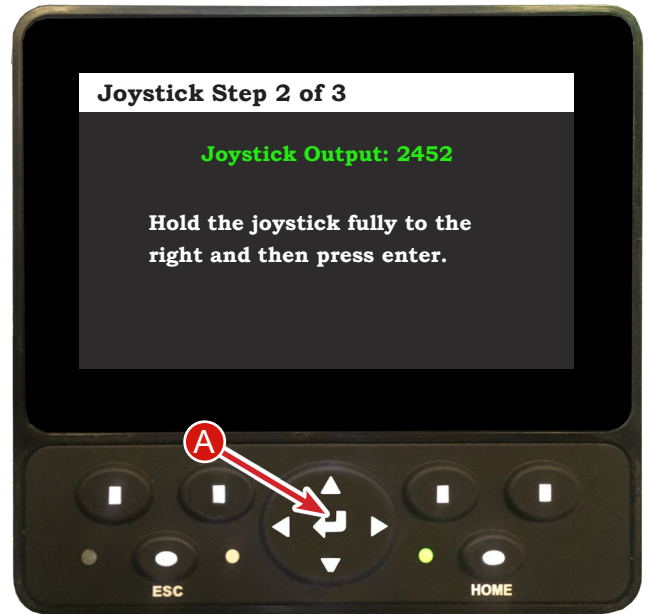 Joystick Step 2 of 3
Joystick Output: 2452
Hold the joystick fully to the
right and then press enter.
A
ESC
HOME